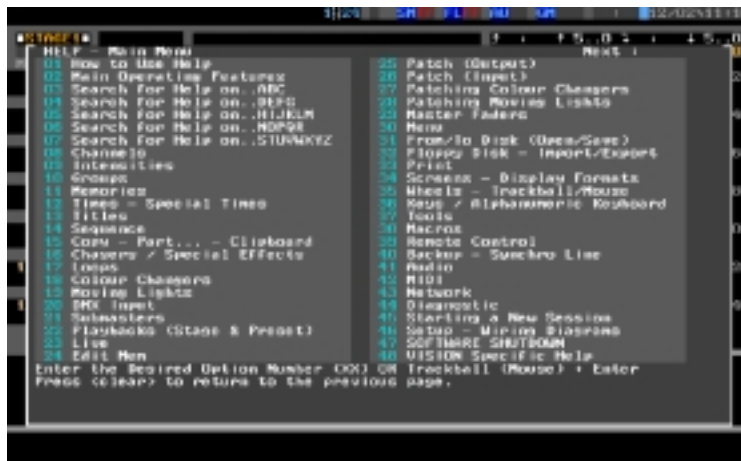 *STAGE1*
HELP - Main Menu
Next ↓
01 How to Use Help
02 Main Operating Features
03 Search for Help on..ABC
04 Search for Help on..DEFG
05 Search for Help on..HIJKLM
06 Search for Help on..NOPQR
07 Search for Help on..STUVWXYZ
08 Channels
09 Intensities
10 Groups
11 Memories
12 Times - Special Times
13 Titles
14 Sequence
15 Copy - Part... - Clipboard
16 Chasers / Special Effects
17 Loops
18 Colour Changers
19 Moving Lights
20 DMX Input
21 Submasters
22 Playbacks (Stage & Preset)
23 Live
24 Edit Mem
25 Patch (Output)
26 Patch (Input)
27 Patching Colour Changers
28 Patching Moving Lights
29 Master Faders
30 Menu
31 From/To Disk (Open/Save)
32 Floppy Disk - Import/Export
33 Print
34 Screens - Display Formats
35 Wheels - Trackball/Mouse
36 Keys / Alphanumeric Keyboard
37 Tools
38 Macros
39 Remote Control
40 Backup - Synchro Line
41 Audio
42 MIDI
43 Network
44 Diagnostic
45 Starting a New Session
46 Setup - Wiring Diagrams
47 SOFTWARE SHUTDOWN
48 VISION Specific Help
Enter the Desired Option Number (XX) OR Trackball (Mouse) + Enter
Press <clear> to return to the previous page.